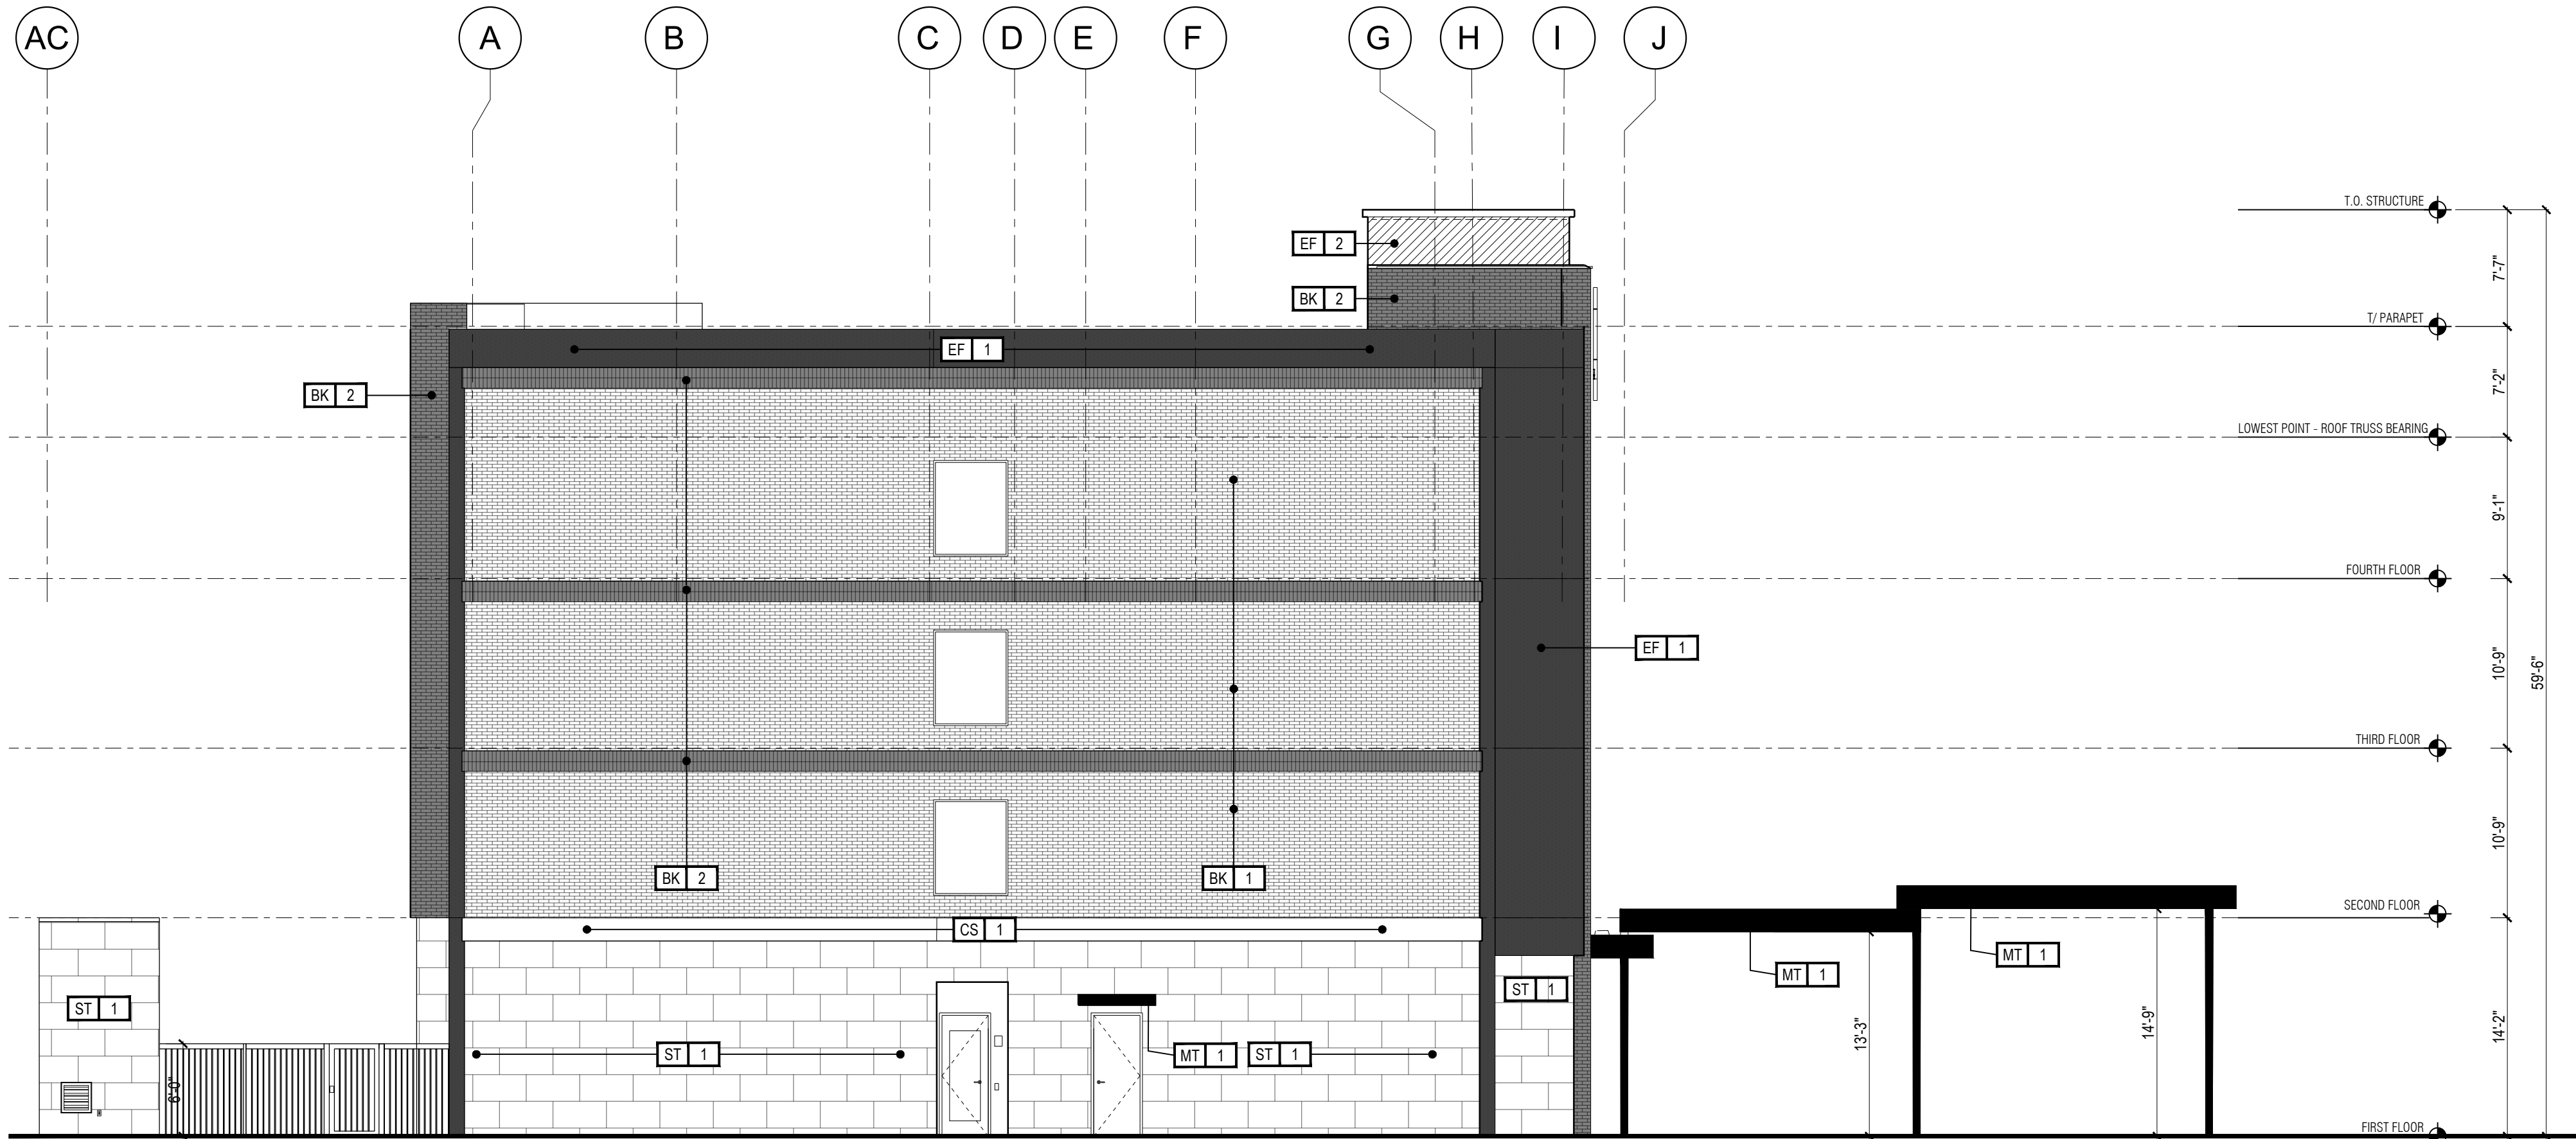 AC A B C D E F G H I J
T.O. STRUCTURE
EF 2
7'-7"
BK 2
T/ PARAPET
EF 1
7'-2"
BK 2
LOWEST POINT - ROOF TRUSS BEARING
9'-1"
FOURTH FLOOR
EF 1
10'-9"
59'-6"
THIRD FLOOR
10'-9"
BK 2
BK 1
SECOND FLOOR
CS 1
MT 1
MT 1
ST 1
ST 1
14'-2"
13'-3"
14'-9"
ST 1
MT 1
ST 1
6'-0"
FIRST FLOOR